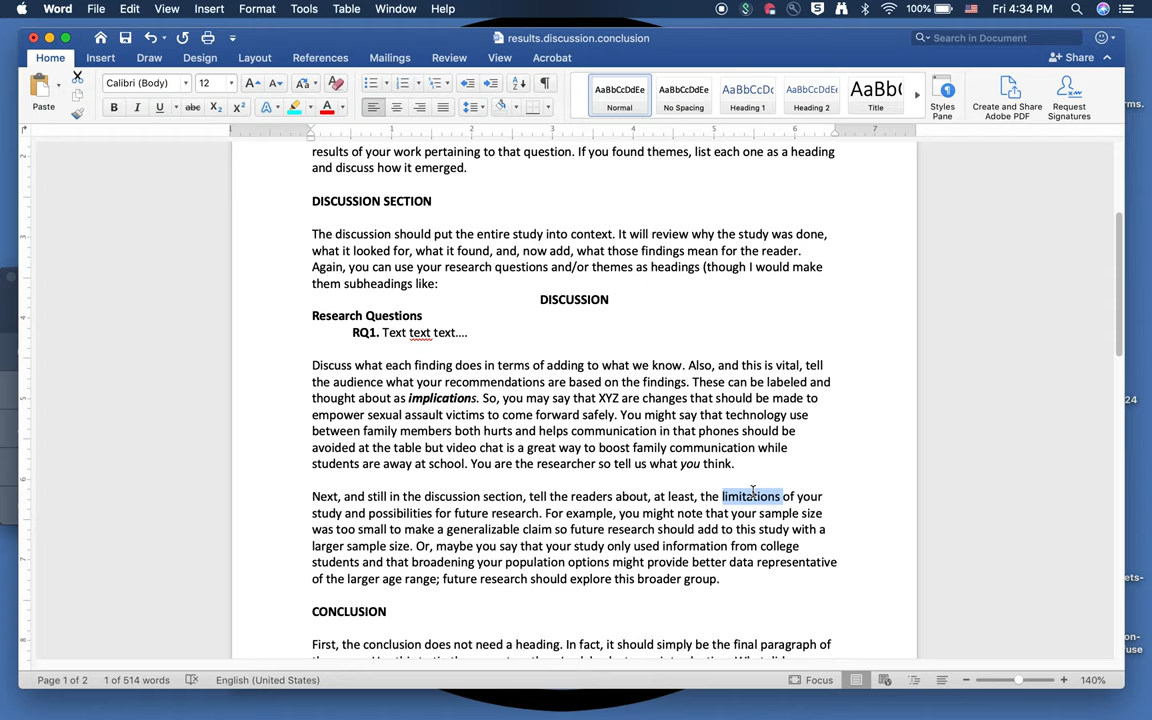 Word File Edit View Insert Format Tools Table Window Help 100% Fri 4:34 PM
results.discussion.conclusion
Search in Document
Home Insert Draw Design Layout References Mailings Review View Acrobat Share
Paste Calibri (Body) 12
AaBbCcDdEe AaBbCcDdEe AaBbCcDc AaBbCcDdEe AaBb(
Normal No Spacing Heading 1 Heading 2 Title
Styles Pane
Create and Share Adobe PDF
Request Signatures
rms.
1 1 2 3 4 5 6 7
results of your work pertaining to that question. If you found themes, list each one as a heading
and discuss how it emerged.
DISCUSSION SECTION
The discussion should put the entire study into context. It will review why the study was done,
what it looked for, what it found, and, now add, what those findings mean for the reader.
Again, you can use your research questions and/or themes as headings (though I would make
them subheadings like:
DISCUSSION
Research Questions
RQ1. Text text text....
Discuss what each finding does in terms of adding to what we know. Also, and this is vital, tell
the audience what your recommendations are based on the findings. These can be labeled and
thought about as implications. So, you may say that XYZ are changes that should be made to
empower sexual assault victims to come forward safely. You might say that technology use
between family members both hurts and helps communication in that phones should be
avoided at the table but video chat is a great way to boost family communication while
students are away at school. You are the researcher so tell us what you think.
Next, and still in the discussion section, tell the readers about, at least, the limitations of your
study and possibilities for future research. For example, you might note that your sample size
was too small to make a generalizable claim so future research should add to this study with a
larger sample size. Or, maybe you say that your study only used information from college
students and that broadening your population options might provide better data representative
of the larger age range; future research should explore this broader group.
CONCLUSION
First, the conclusion does not need a heading. In fact, it should simply be the final paragraph of
24
ets-
on-
fuse
Page 1 of 2 1 of 514 words English (United States) Focus 140%